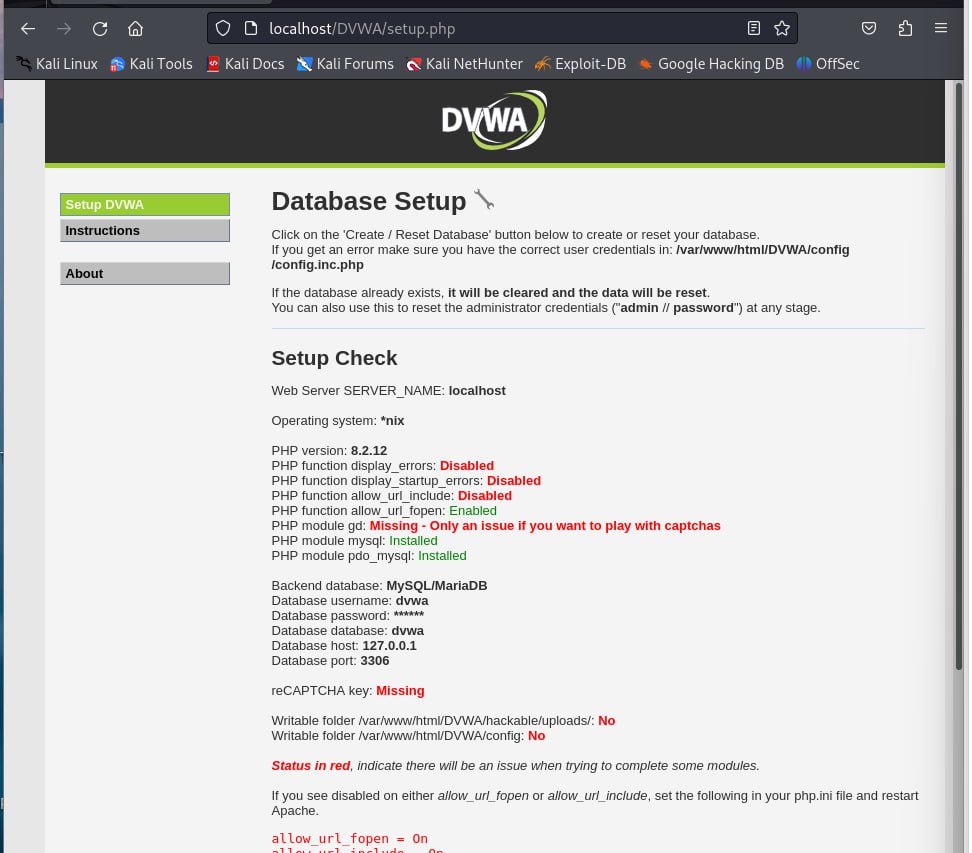 localhost/DVWA/setup.php
Kali Linux Kali Tools Kali Docs Kali Forums Kali NetHunter Exploit-DB Google Hacking DB OffSec
DVWA
Setup DVWA
Instructions
About
Database Setup
Click on the 'Create / Reset Database' button below to create or reset your database.
If you get an error make sure you have the correct user credentials in: /var/www/html/DVWA/config
/config.inc.php
If the database already exists, it will be cleared and the data will be reset.
You can also use this to reset the administrator credentials ("admin // password") at any stage.
Setup Check
Web Server SERVER_NAME: localhost
Operating system: *nix
PHP version: 8.2.12
PHP function display_errors: Disabled
PHP function display_startup_errors: Disabled
PHP function allow_url_include: Disabled
PHP function allow_url_fopen: Enabled
PHP module gd: Missing - Only an issue if you want to play with captchas
PHP module mysql: Installed
PHP module pdo_mysql: Installed
Backend database: MySQL/MariaDB
Database username: dvwa
Database password: ******
Database database: dvwa
Database host: 127.0.0.1
Database port: 3306
reCAPTCHA key: Missing
Writable folder /var/www/html/DVWA/hackable/uploads/: No
Writable folder /var/www/html/DVWA/config: No
Status in red, indicate there will be an issue when trying to complete some modules.
If you see disabled on either allow_url_fopen or allow_url_include, set the following in your php.ini file and restart
Apache.
allow_url_fopen = On
allow_url_include = On